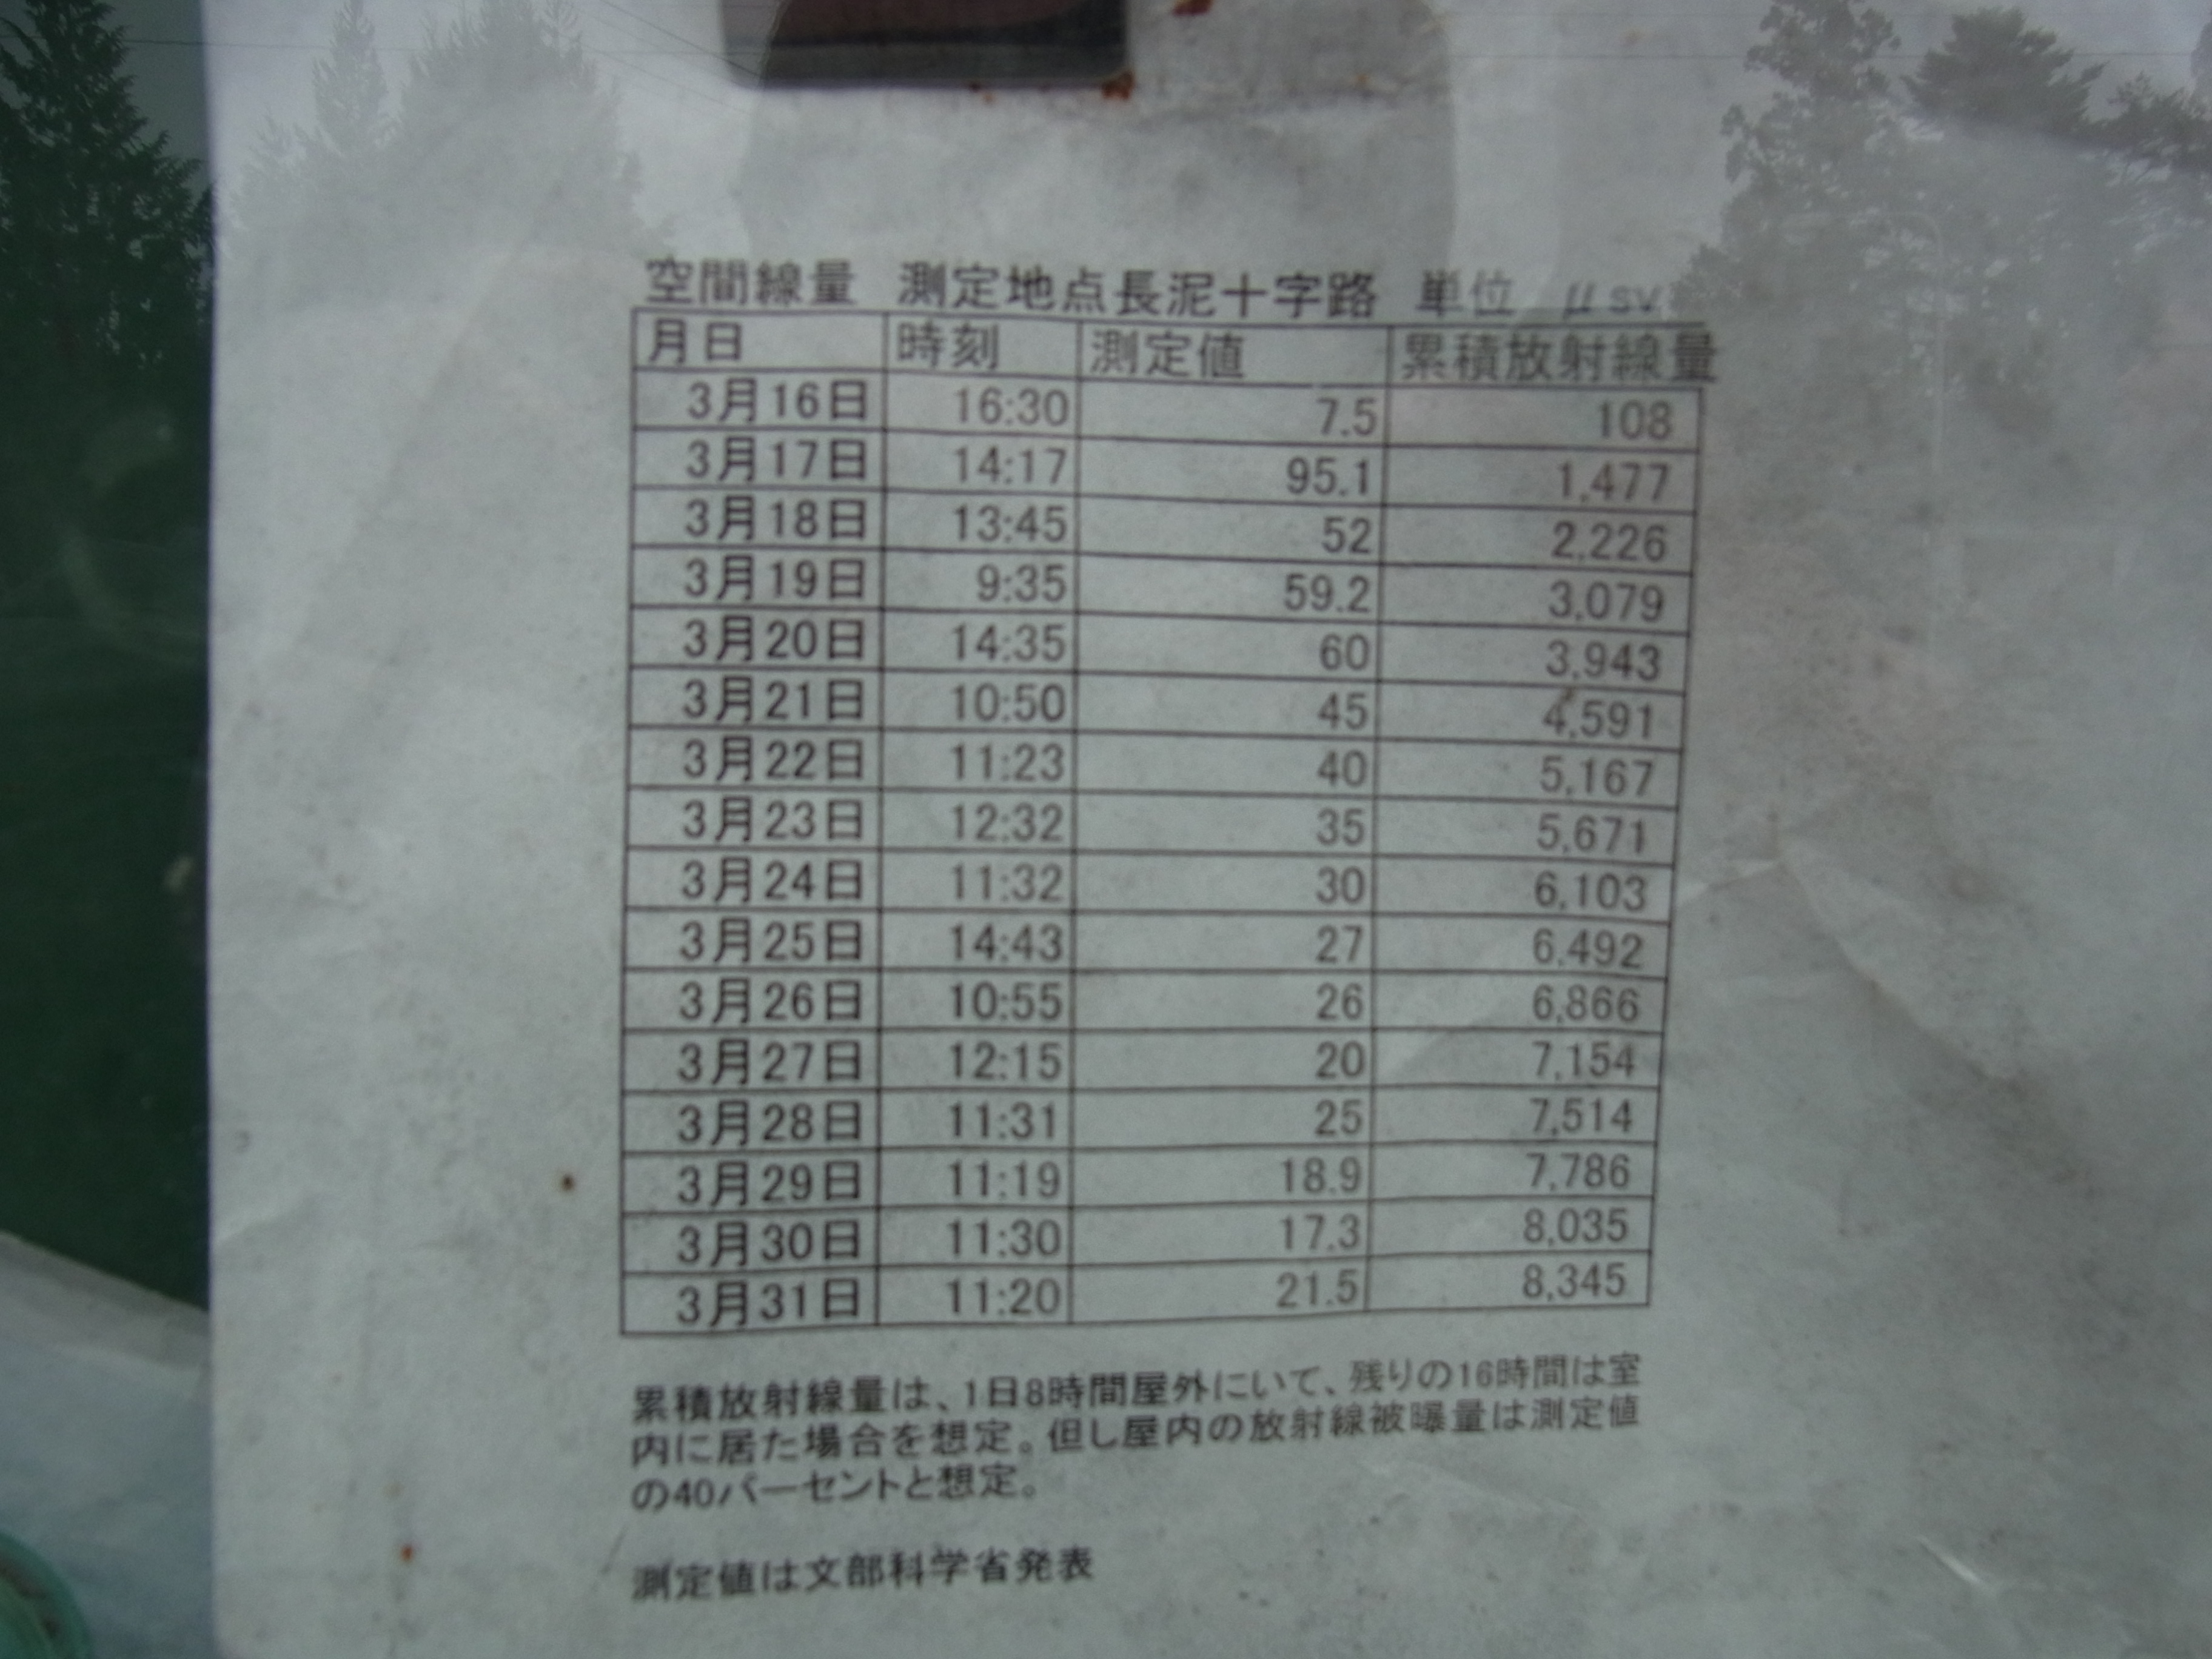 空間線量 測定地点長泥十字路 単位 μsv
月日 時刻 測定値 累積放射線量
3月16日 16:30 7.5 108
3月17日 14:17 95.1 1,477
3月18日 13:45 52 2,226
3月19日 9:35 59.2 3,079
3月20日 14:35 60 3,943
3月21日 10:50 45 4,591
3月22日 11:23 40 5,167
3月23日 12:32 35 5,671
3月24日 11:32 30 6,103
3月25日 14:43 27 6,492
3月26日 10:55 26 6,866
3月27日 12:15 20 7,154
3月28日 11:31 25 7,514
3月29日 11:19 18.9 7,786
3月30日 11:30 17.3 8,035
3月31日 11:20 21.5 8,345
累積放射線量は、1日8時間屋外にいて、残りの16時間は室
内に居た場合を想定。但し屋内の放射線被曝量は測定値
の40パーセントと想定。
測定値は文部科学省発表